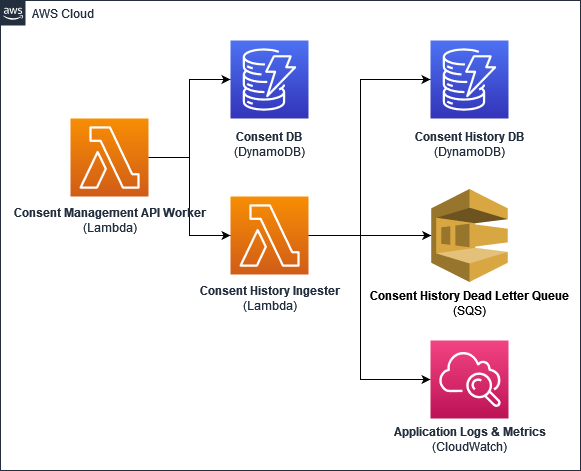 aws
AWS Cloud
Consent DB
(DynamoDB)
Consent History DB
(DynamoDB)
Consent Management API Worker
(Lambda)
Consent History Ingester
(Lambda)
Consent History Dead Letter Queue
(SQS)
Application Logs & Metrics
(CloudWatch)